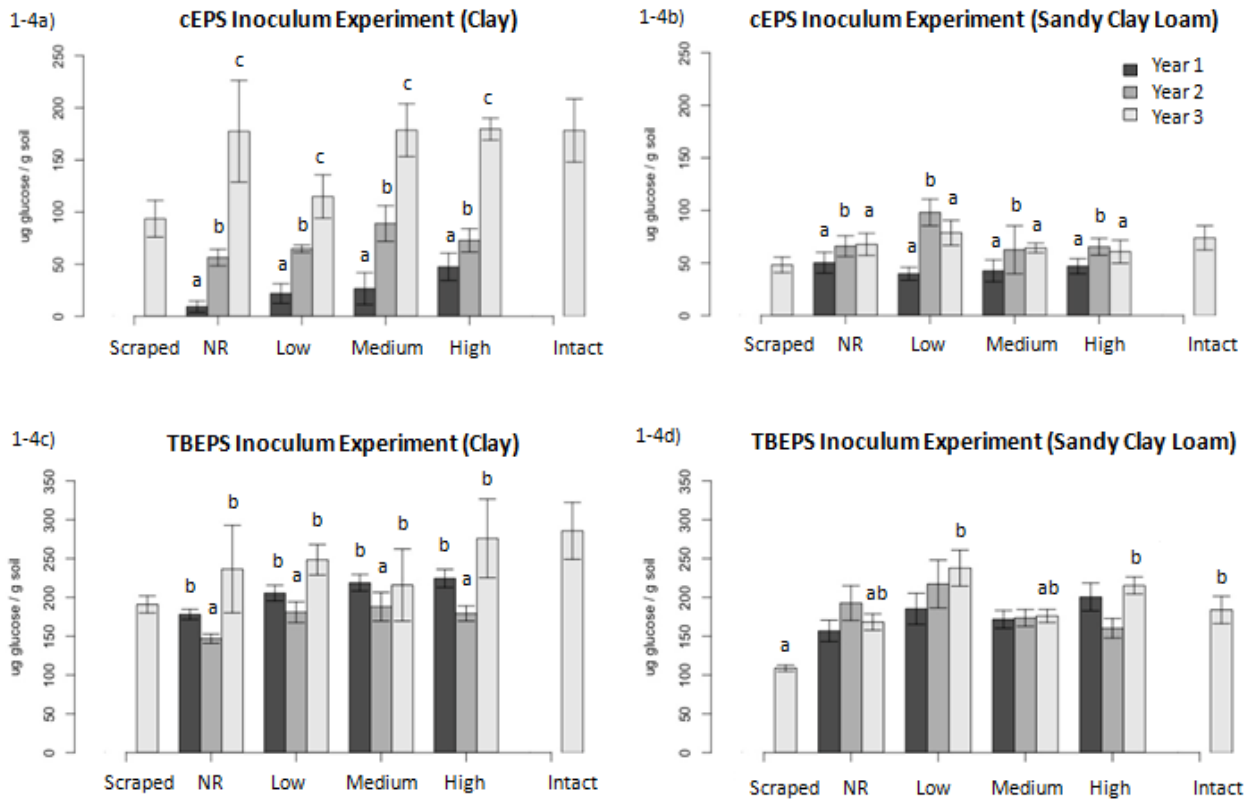 1-4a)
cEPS Inoculum Experiment (Clay)
ug glucose / g soil
250
200
150
100
50
0
a b c
a b c
a b c
a b c
Scraped NR Low Medium High Intact
1-4b)
cEPS Inoculum Experiment (Sandy Clay Loam)
Year 1
Year 2
Year 3
ug glucose / g soil
250
200
150
100
50
0
a b a
a b a
a b a
a b a
Scraped NR Low Medium High Intact
1-4c)
TBEPS Inoculum Experiment (Clay)
ug glucose / g soil
350
300
250
200
150
100
50
0
b a b
b a b
b a b
b a b
Scraped NR Low Medium High Intact
1-4d)
TBEPS Inoculum Experiment (Sandy Clay Loam)
ug glucose / g soil
350
300
250
200
150
100
50
0
a ab b ab b b
Scraped NR Low Medium High Intact